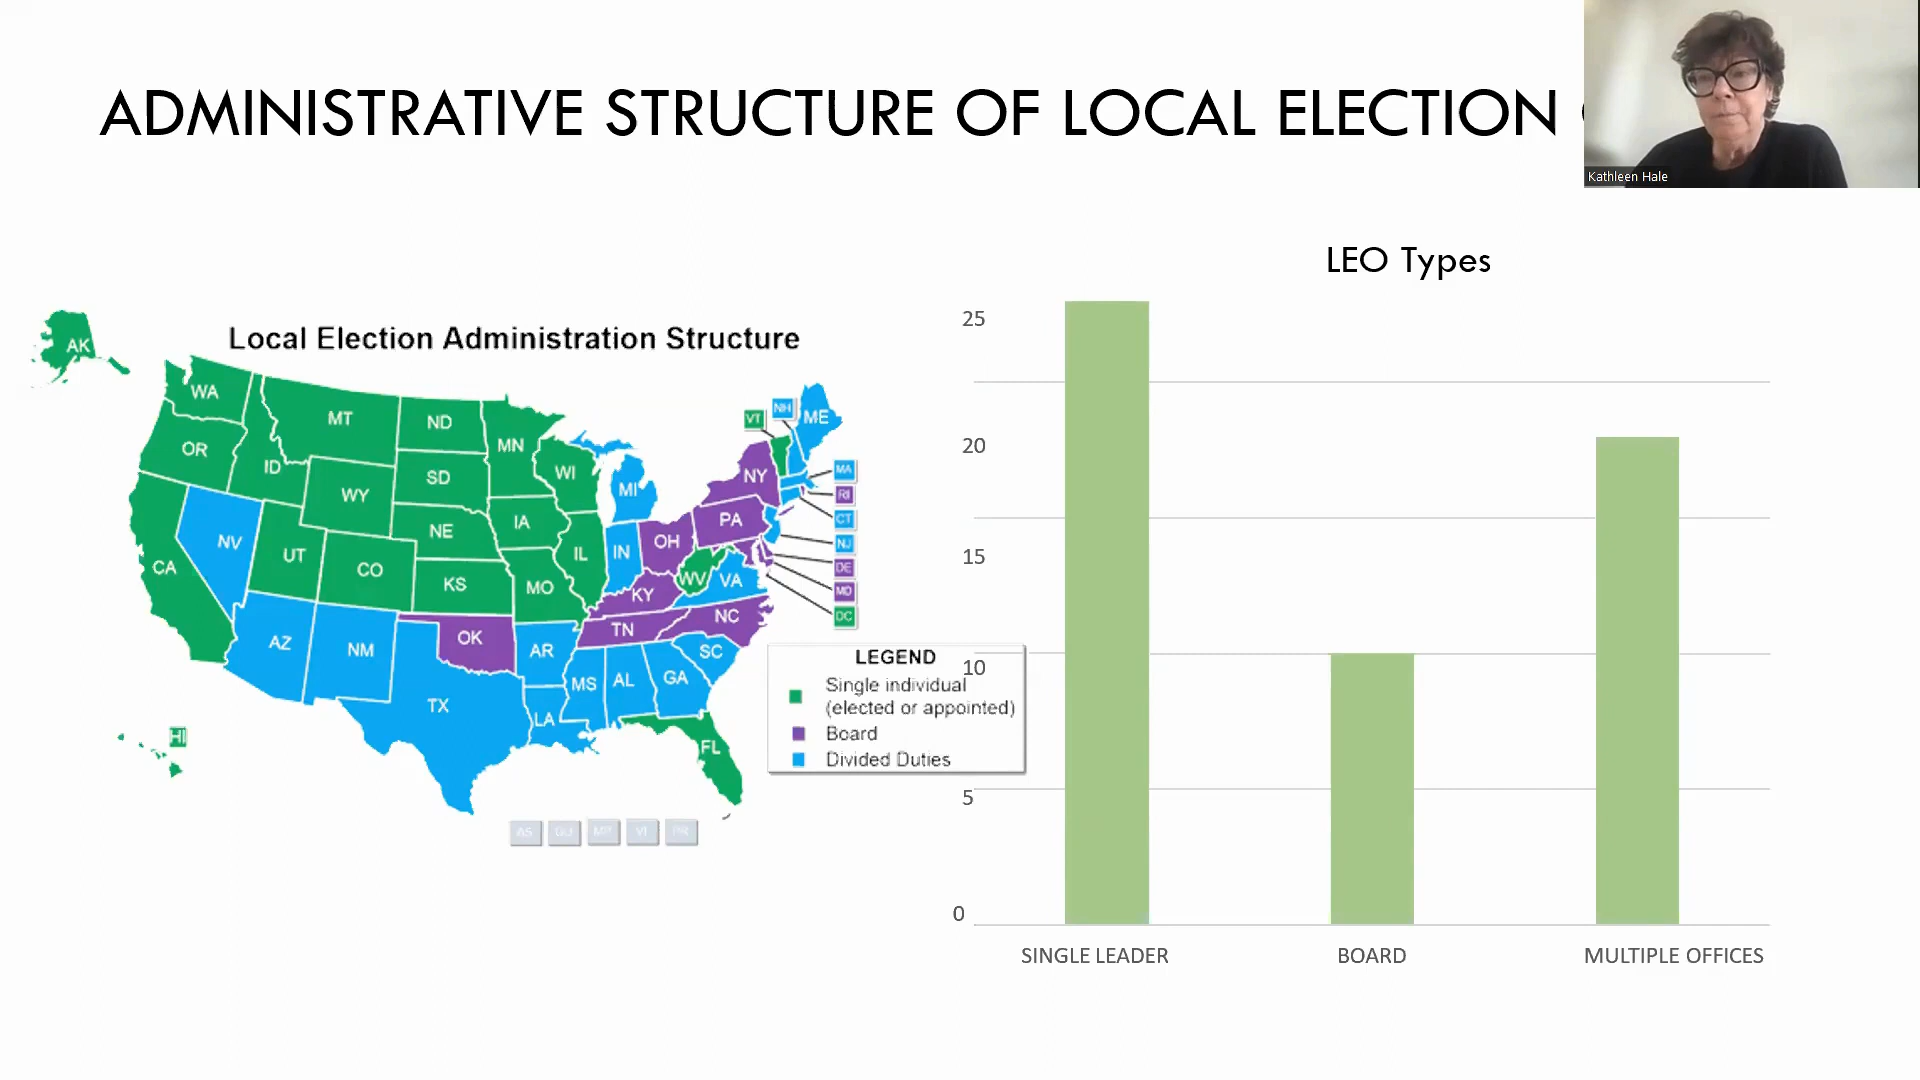 ADMINISTRATIVE STRUCTURE OF LOCAL ELECTION
Kathleen Hale
Local Election Administration Structure
AK
WA
MT
ND
MN
OR
ID
WY
SD
WI
MI
VT
NH
ME
NY
MA
RI
CT
NJ
DE
MD
DC
NV
UT
CO
NE
IA
IL
IN
OH
PA
CA
KS
MO
KY
WV
VA
AZ
NM
OK
AR
TN
NC
SC
TX
LA
MS
AL
GA
FL
HI
AS
GU
MP
VI
PR
LEGEND
Single individual
(elected or appointed)
Board
Divided Duties
LEO Types
25
20
15
10
5
0
SINGLE LEADER
BOARD
MULTIPLE OFFICES